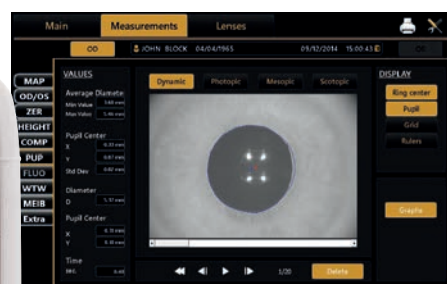 Main Measurements Lenses
OD JOHN BLOCK 04/04/1965 09/12/2014 15:00:43 OS
MAP
OD/OS
ZER
HEIGHT
COMP
PUP
FLUO
WTW
MEIB
Extra
VALUES
Average Diameter
Min Value
Max Value
Pupil Center
X
Y
Std Dev
Diameter
D
Pupil Center
X
Y
Time
Dynamic Photopic Mesopic Scotopic
1/20 Delete
DISPLAY
Ring center
Pupil
Grid
Rulers
Graphs